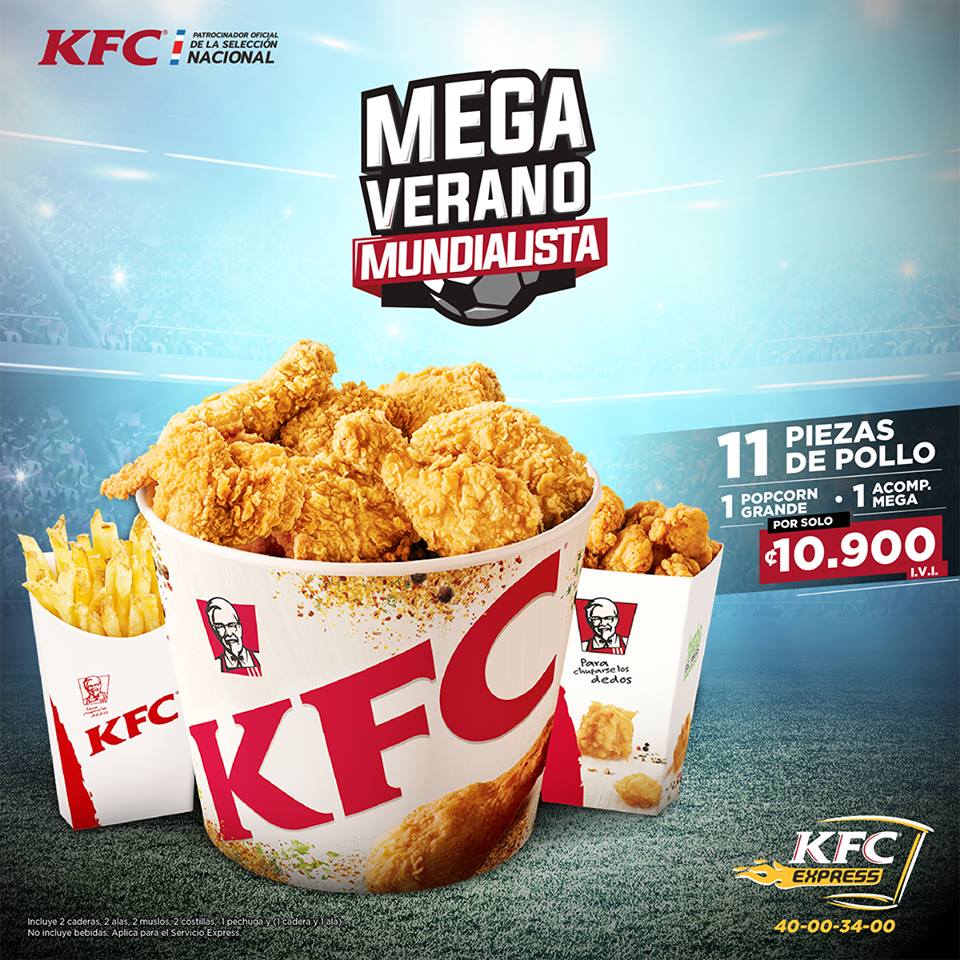 KFC
PATROCINADOR OFICIAL
DE LA SELECCIÓN
NACIONAL
MEGA
VERANO
MUNDIALISTA
11 PIEZAS
DE POLLO
1 POPCORN
GRANDE
• 1 ACOMP.
MEGA
POR SOLO
₡10.900
I.V.I.
KFC
KFC
Para
chuparse los
dedos
KFC
EXPRESS
40-00-34-00
Incluye 2 caderas, 2 alas, 2 muslos, 2 costillas, 1 pechuga y (1 cadera y 1 ala)
No incluye bebidas. Aplica para el Servicio Express.